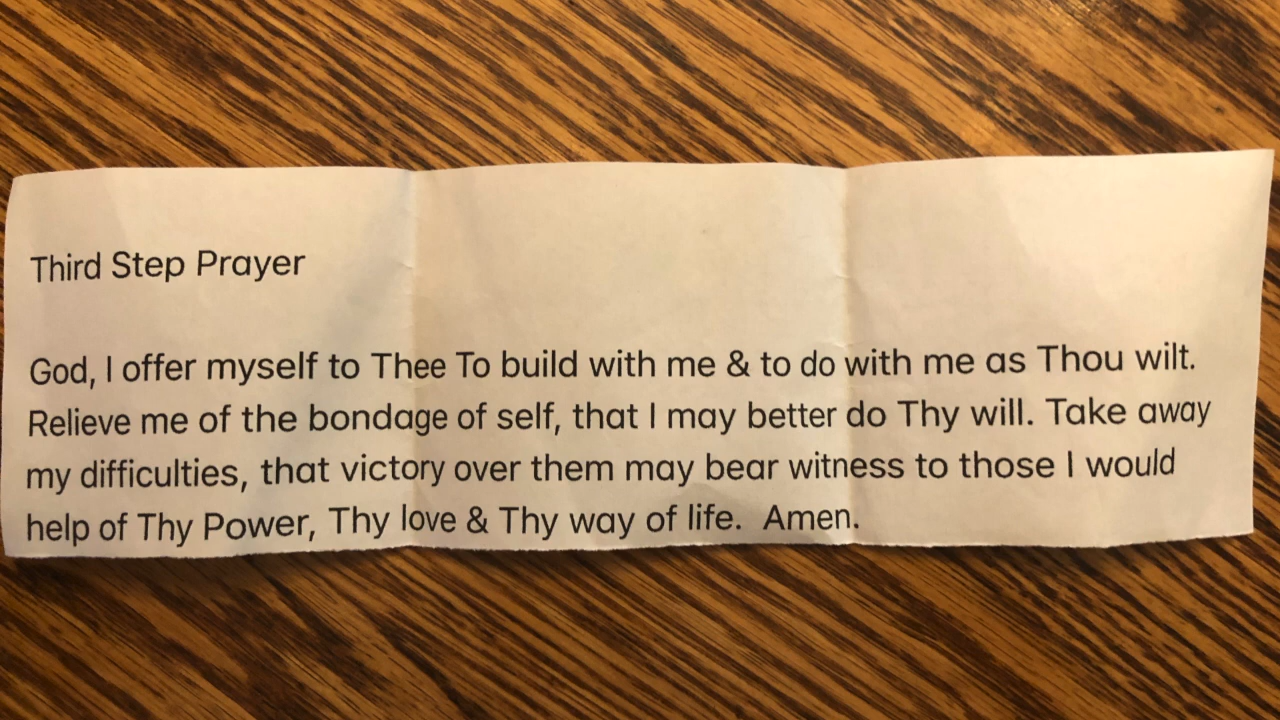 Third Step Prayer
God, I offer myself to Thee To build with me & to do with me as Thou wilt.
Relieve me of the bondage of self, that I may better do Thy will. Take away
my difficulties, that victory over them may bear witness to those I would
help of Thy Power, Thy love & Thy way of life.  Amen.